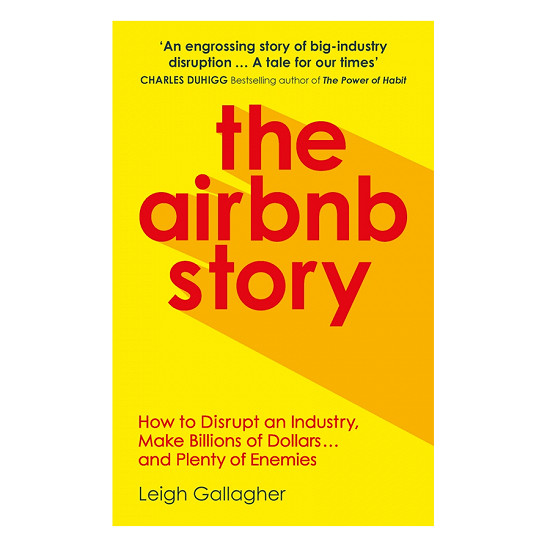 ‘An engrossing story of big-industry
disruption ... A tale for our times’
CHARLES DUHIGG Bestselling author of The Power of Habit
the
airbnb
story
How to Disrupt an Industry,
Make Billions of Dollars...
and Plenty of Enemies
Leigh Gallagher